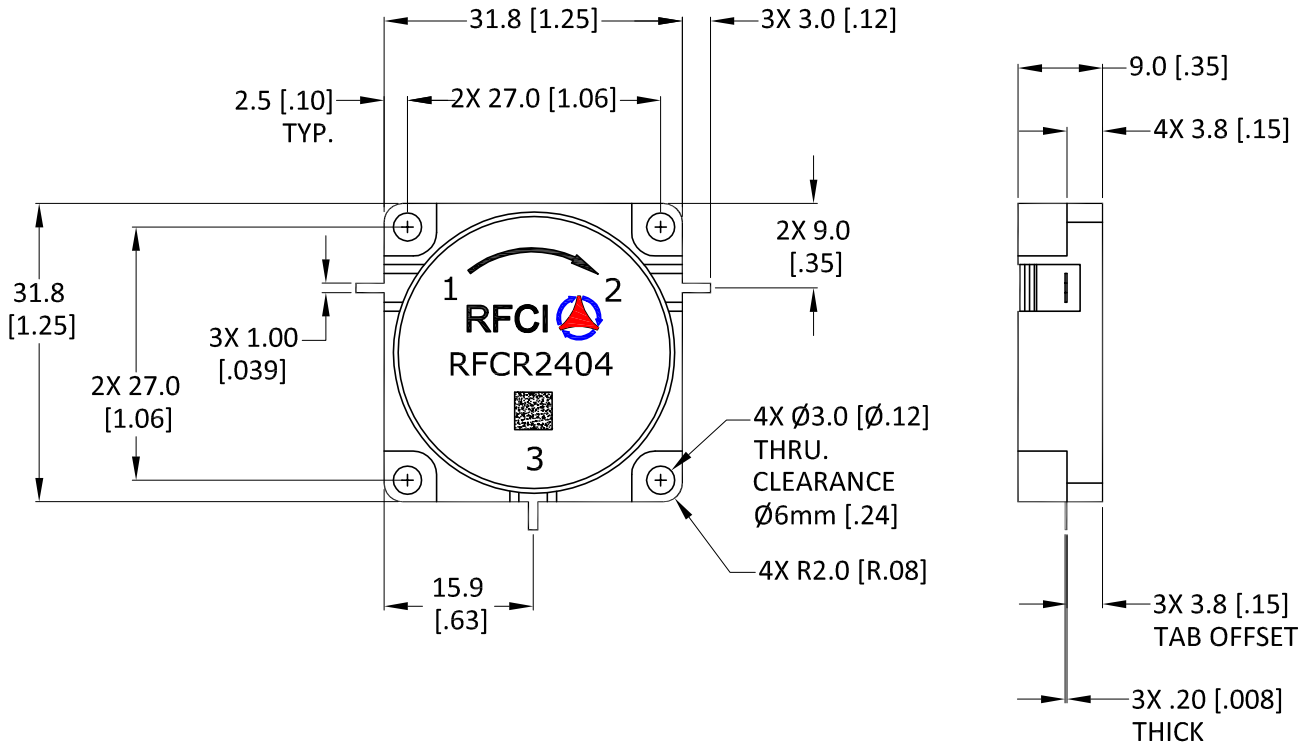 31.8 [1.25]
3X 3.0 [.12]
2.5 [.10]
TYP.
2X 27.0 [1.06]
9.0 [.35]
4X 3.8 [.15]
2X 9.0
[.35]
31.8
[1.25]
3X 1.00
[.039]
2X 27.0
[1.06]
1
2
RFCI
RFCR2404
3
4X Ø3.0 [Ø.12]
THRU.
CLEARANCE
Ø6mm [.24]
4X R2.0 [R.08]
15.9
[.63]
3X 3.8 [.15]
TAB OFFSET
3X .20 [.008]
THICK